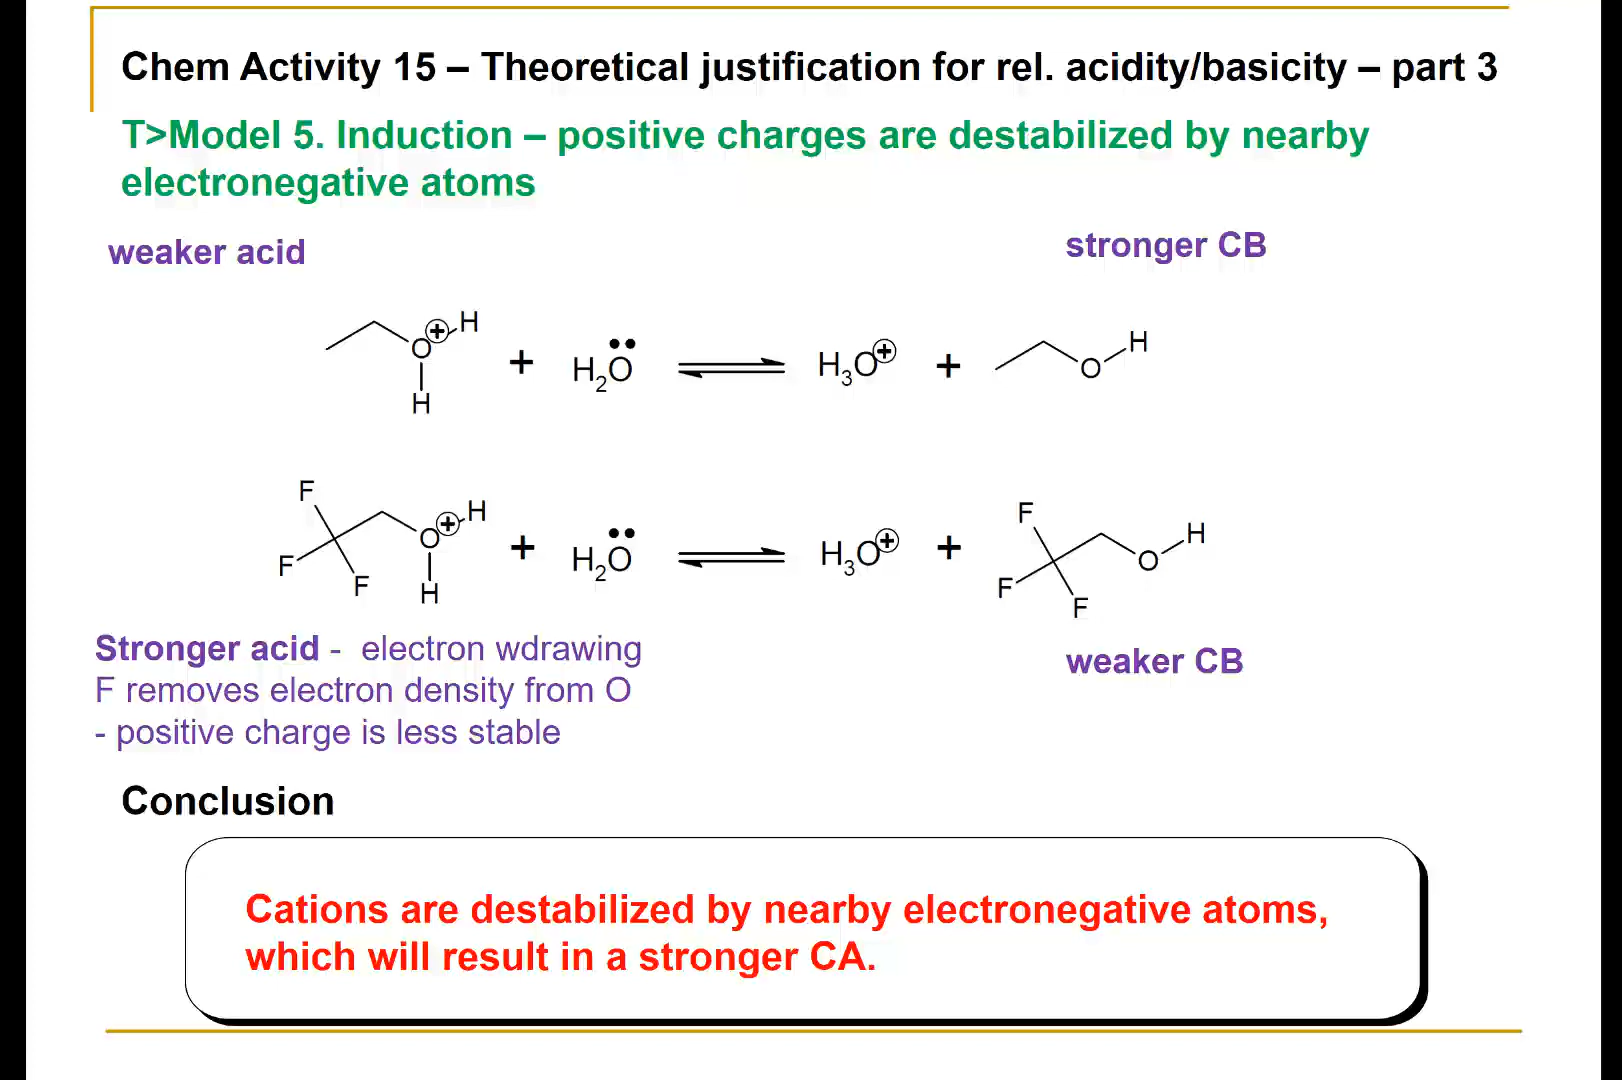 Chem Activity 15 – Theoretical justification for rel. acidity/basicity – part 3
T>Model 5. Induction – positive charges are destabilized by nearby
electronegative atoms
weaker acid
stronger CB
O⊕ H H + H₂O ⇌ H₃O⊕ + O H
F F F O⊕ H H + H₂O ⇌ H₃O⊕ + F F F O H
Stronger acid - electron wdrawing
F removes electron density from O
- positive charge is less stable
weaker CB
Conclusion
Cations are destabilized by nearby electronegative atoms,
which will result in a stronger CA.